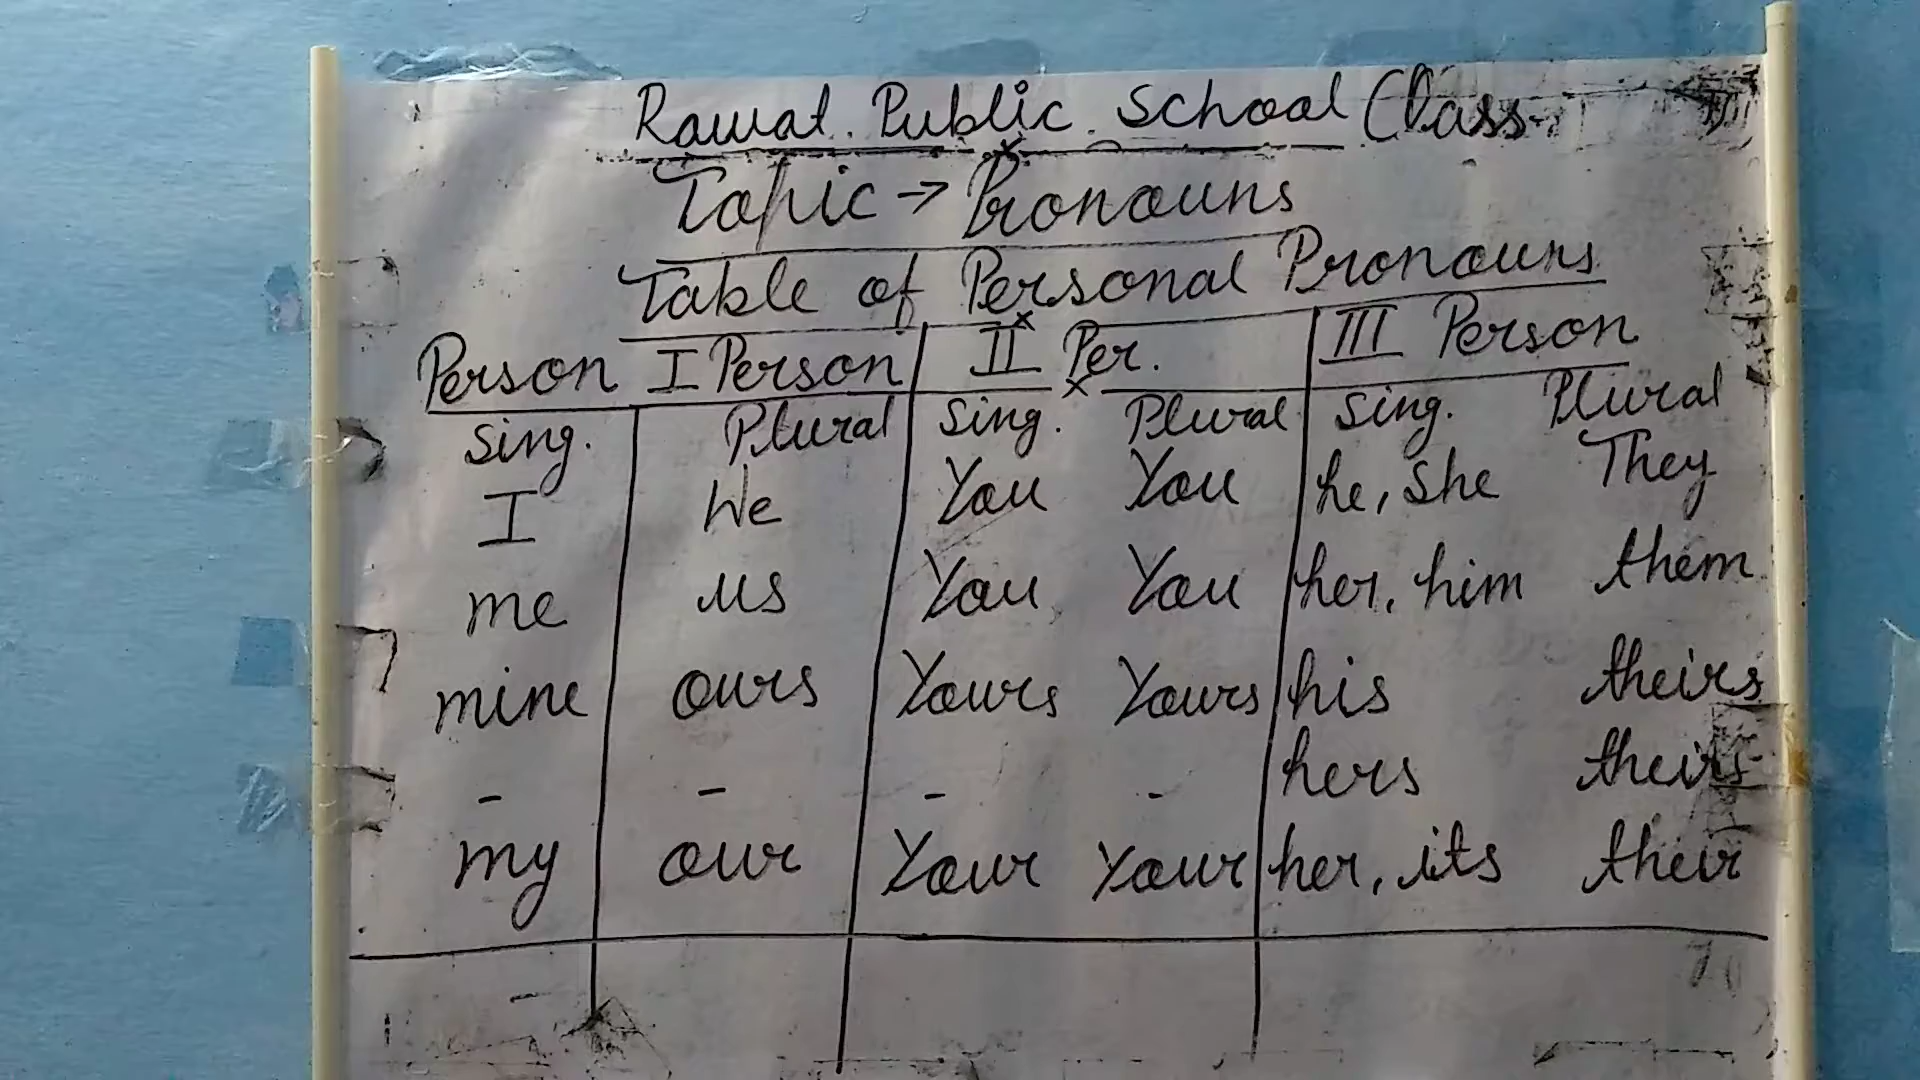 Rawat. Public. School Class
Topic → Pronouns
Table of Personal Pronouns
Person I Person II Per. III Person
Sing. Plural Sing. Plural Sing. Plural
I We You You he, She They
me us You You her, him them
mine ours Yours Yours his theirs
- - - - hers theirs
my our Your Your her, its their